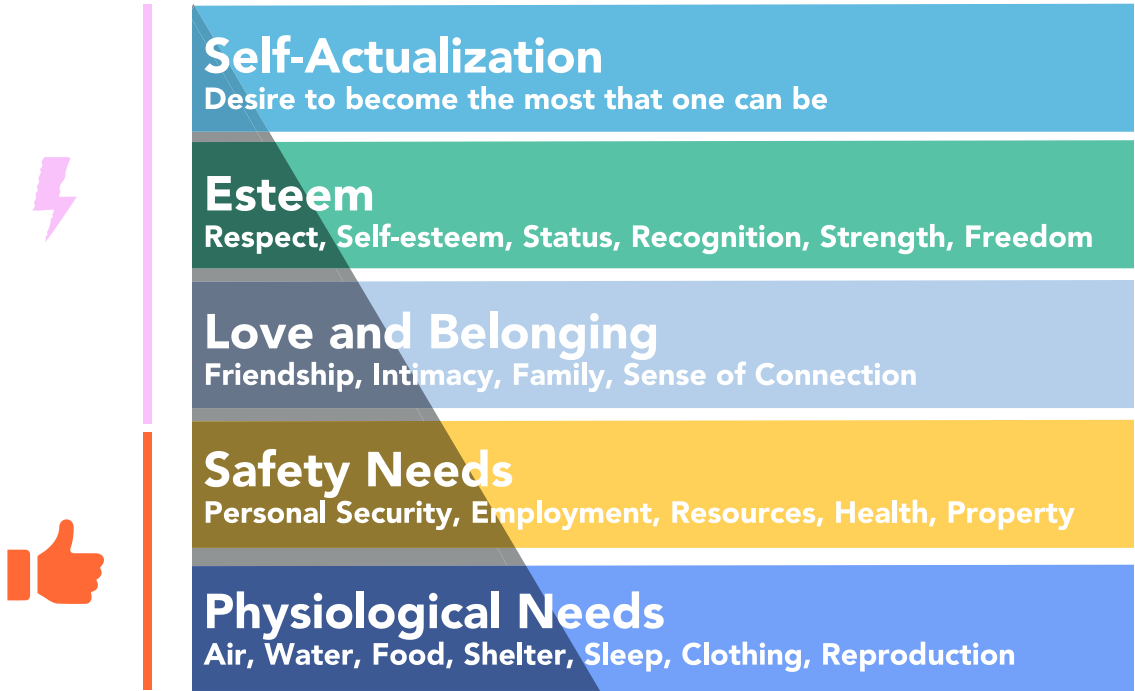 Self-Actualization
Desire to become the most that one can be
Esteem
Respect, Self-esteem, Status, Recognition, Strength, Freedom
Love and Belonging
Friendship, Intimacy, Family, Sense of Connection
Safety Needs
Personal Security, Employment, Resources, Health, Property
Physiological Needs
Air, Water, Food, Shelter, Sleep, Clothing, Reproduction